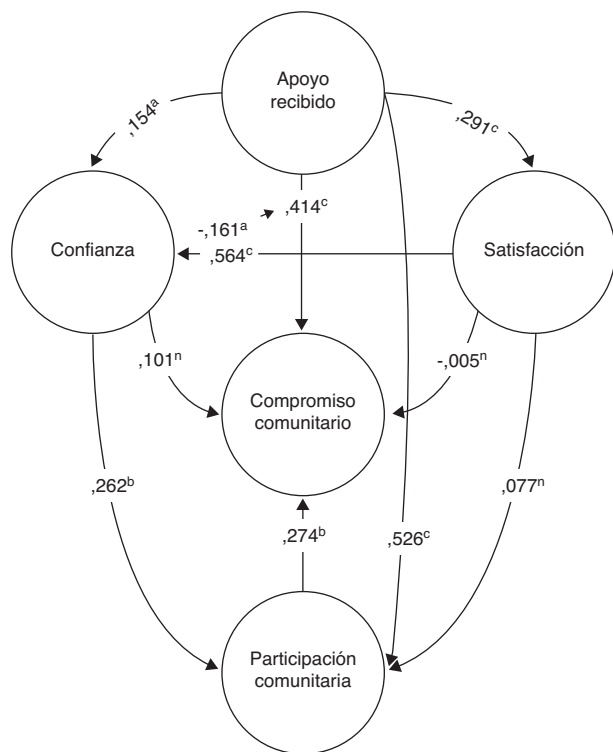 Apoyo
recibido
,154ᵃ
,291ᶜ
-,161ᵃ
,414ᶜ
Confianza
,564ᶜ
Satisfacción
,101ⁿ
-,005ⁿ
Compromiso
comunitario
,262ᵇ
,077ⁿ
,274ᵇ
,526ᶜ
Participación
comunitaria